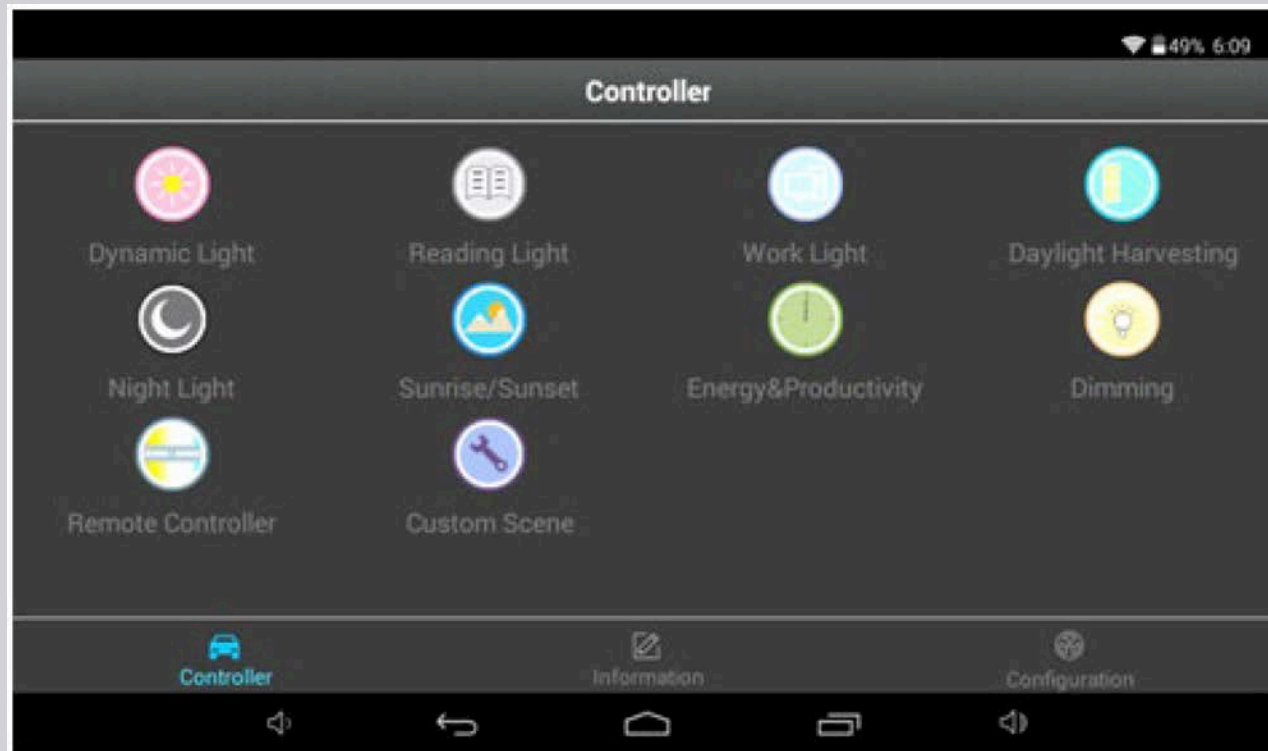 49% 6:09
Controller
Dynamic Light Reading Light Work Light Daylight Harvesting
Night Light Sunrise/Sunset Energy&Productivity Dimming
Remote Controller Custom Scene
Controller Information Configuration